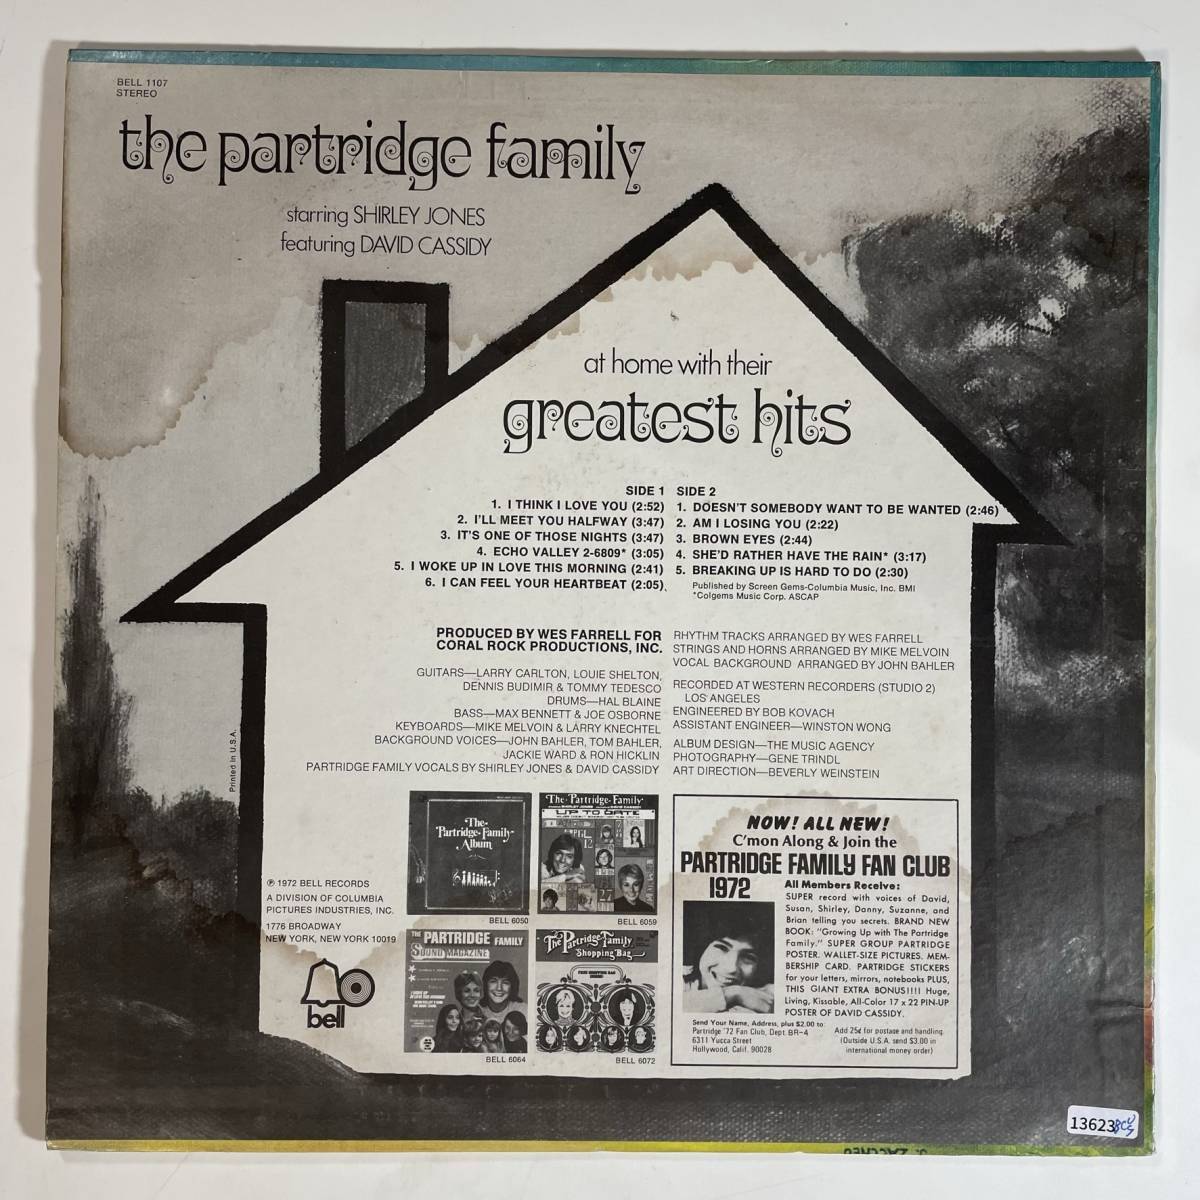 BELL 1107
STEREO
the partridge family
starring SHIRLEY JONES
featuring DAVID CASSIDY
at home with their
greatest hits
SIDE 1
1. I THINK I LOVE YOU (2:52)
2. I'LL MEET YOU HALFWAY (3:47)
3. IT'S ONE OF THOSE NIGHTS (3:47)
4. ECHO VALLEY 2-6809* (3:05)
5. I WOKE UP IN LOVE THIS MORNING (2:41)
6. I CAN FEEL YOUR HEARTBEAT (2:05)
SIDE 2
1. DOESN'T SOMEBODY WANT TO BE WANTED (2:46)
2. AM I LOSING YOU (2:22)
3. BROWN EYES (2:44)
4. SHE'D RATHER HAVE THE RAIN* (3:17)
5. BREAKING UP IS HARD TO DO (2:30)
Published by Screen Gems-Columbia Music, Inc. BMI
*Colgems Music Corp. ASCAP
PRODUCED BY WES FARRELL FOR
CORAL ROCK PRODUCTIONS, INC.
GUITARS—LARRY CARLTON, LOUIE SHELTON,
DENNIS BUDIMIR & TOMMY TEDESCO
DRUMS—HAL BLAINE
BASS—MAX BENNETT & JOE OSBORNE
KEYBOARDS—MIKE MELVOIN & LARRY KNECHTEL
BACKGROUND VOICES—JOHN BAHLER, TOM BAHLER,
JACKIE WARD & RON HICKLIN
PARTRIDGE FAMILY VOCALS BY SHIRLEY JONES & DAVID CASSIDY
RHYTHM TRACKS ARRANGED BY WES FARRELL
STRINGS AND HORNS ARRANGED BY MIKE MELVOIN
VOCAL BACKGROUND ARRANGED BY JOHN BAHLER
RECORDED AT WESTERN RECORDERS (STUDIO 2)
LOS ANGELES
ENGINEERED BY BOB KOVACH
ASSISTANT ENGINEER—WINSTON WONG
ALBUM DESIGN—THE MUSIC AGENCY
PHOTOGRAPHY—GENE TRINDL
ART DIRECTION—BEVERLY WEINSTEIN
Printed in U.S.A.
℗ 1972 BELL RECORDS
A DIVISION OF COLUMBIA
PICTURES INDUSTRIES, INC.
1776 BROADWAY
NEW YORK, NEW YORK 10019
bell
The
Partridge Family
Album
BELL 6050
The Partridge Family
UP TO DATE
BELL 6059
THE PARTRIDGE FAMILY
SOUND MAGAZINE
BELL 6064
The Partridge Family
Shopping Bag
BELL 6072
NOW! ALL NEW!
C'mon Along & Join the
PARTRIDGE FAMILY FAN CLUB
1972
All Members Receive:
SUPER record with voices of David,
Susan, Shirley, Danny, Suzanne, and
Brian telling you secrets. BRAND NEW
BOOK: "Growing Up with The Partridge
Family." SUPER GROUP PARTRIDGE
POSTER. WALLET-SIZE PICTURES. MEM-
BERSHIP CARD. PARTRIDGE STICKERS
for your letters, mirrors, notebooks PLUS,
THIS GIANT EXTRA BONUS!!!! Huge,
Living, Kissable, All-Color 17 x 22 PIN-UP
POSTER OF DAVID CASSIDY.
Send Your Name, Address, plus $2.00 to:
Partridge '72 Fan Club, Dept. BR-4
6311 Yucca Street
Hollywood, Calif. 90028
Add 25¢ for postage and handling.
(Outside U.S.A. send $3.00 in
international money order)
13623
J. ZACCHEO